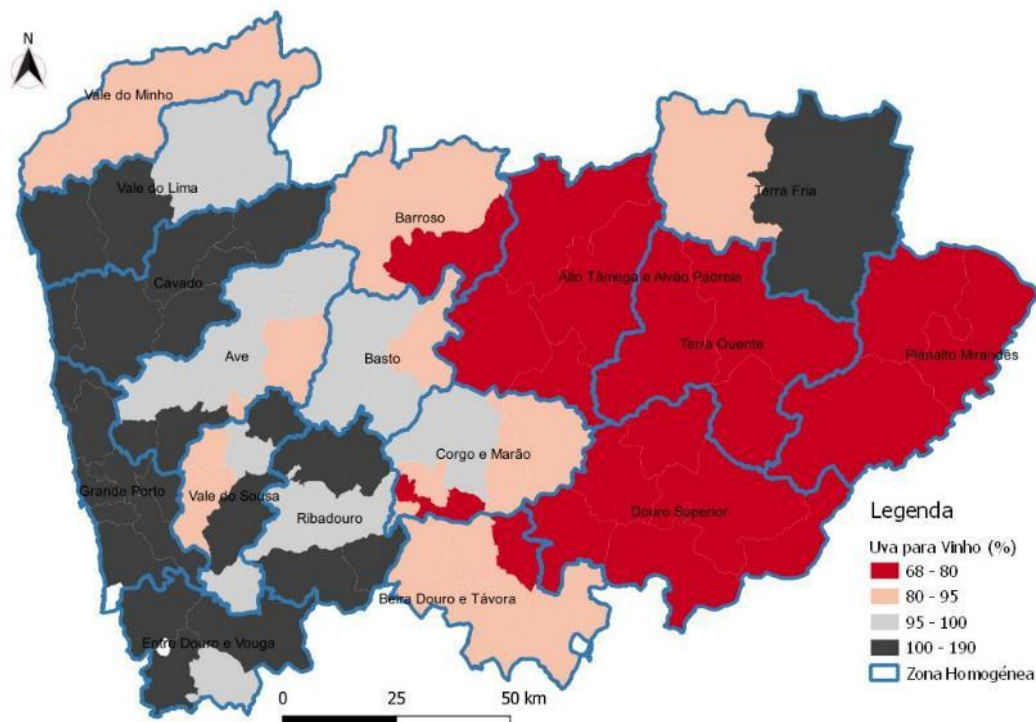 N
Vale do Minho
Vale do Lima
Terra Fria
Barroso
Alto Tâmega e Alvão Padrela
Cávado
Ave
Basto
Terra Quente
Planalto Mirandês
Corgo e Marão
Grande Porto
Vale do Sousa
Ribadouro
Douro Superior
Beira Douro e Távora
Entre Douro e Vouga
0 25 50 km
Legenda
Uva para Vinho (%)
68 - 80
80 - 95
95 - 100
100 - 190
Zona Homogénea